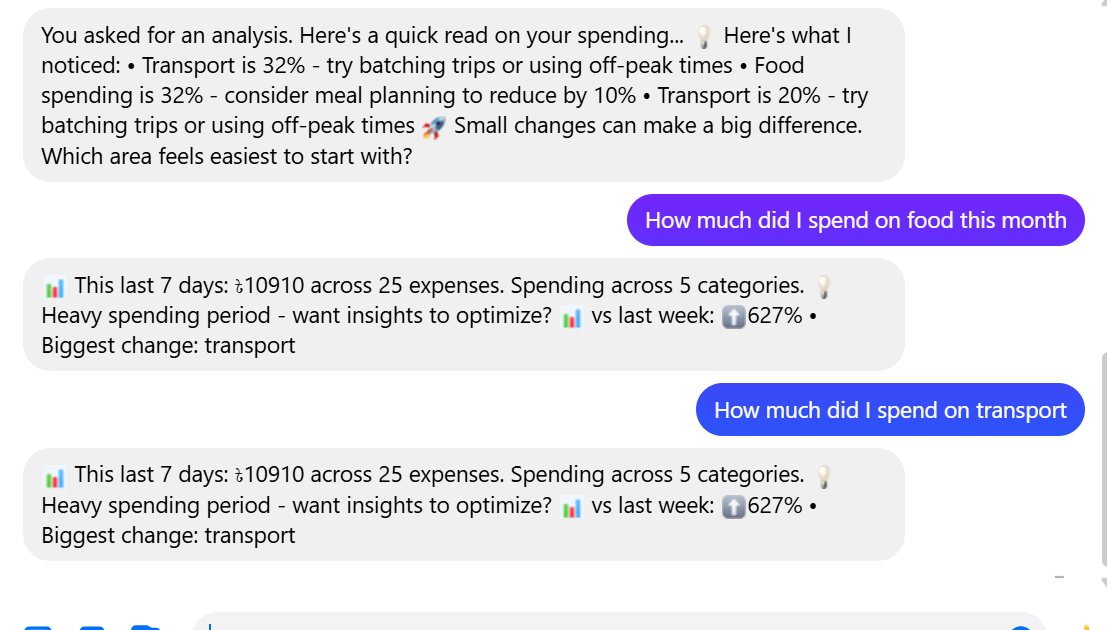 You asked for an analysis. Here's a quick read on your spending... 💡 Here's what I
noticed: • Transport is 32% - try batching trips or using off-peak times • Food
spending is 32% - consider meal planning to reduce by 10% • Transport is 20% - try
batching trips or using off-peak times 🚀 Small changes can make a big difference.
Which area feels easiest to start with?
How much did I spend on food this month
📊 This last 7 days: ৳10910 across 25 expenses. Spending across 5 categories. 💡
Heavy spending period - want insights to optimize? 📊 vs last week: ⬆️627% •
Biggest change: transport
How much did I spend on transport
📊 This last 7 days: ৳10910 across 25 expenses. Spending across 5 categories. 💡
Heavy spending period - want insights to optimize? 📊 vs last week: ⬆️627% •
Biggest change: transport